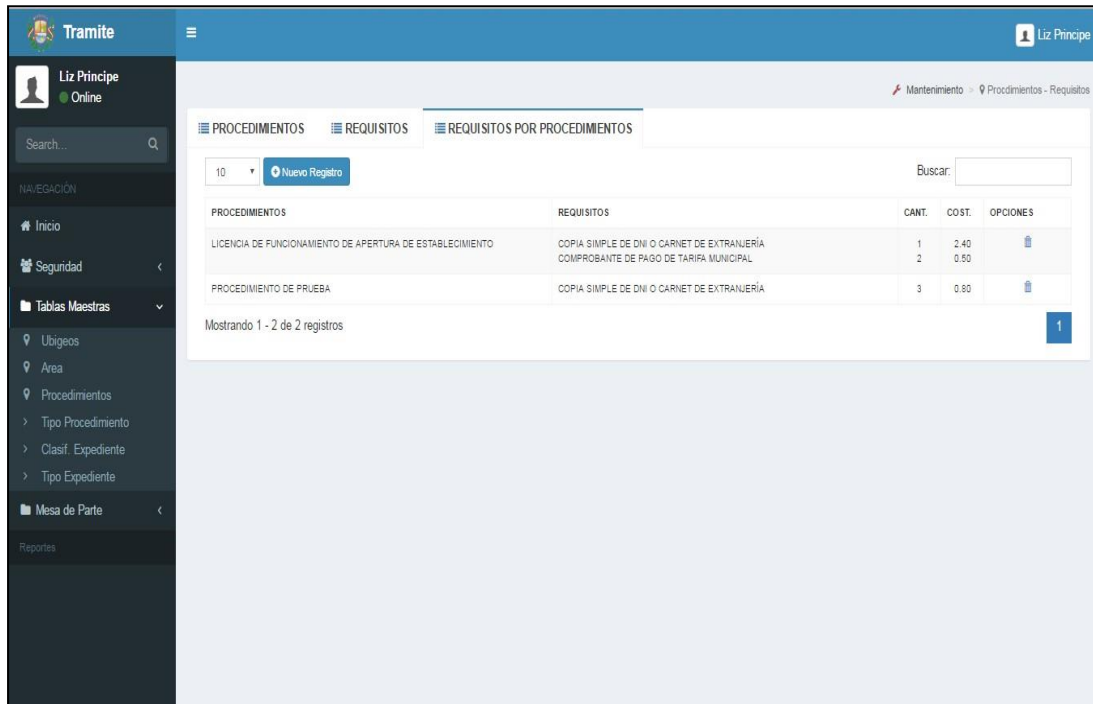 Tramite
Liz Principe
Liz Principe
Online
Mantenimiento > Procdimientos - Requisitos
Search...
NAVEGACIÓN
Inicio
Seguridad
Tablas Maestras
Ubigeos
Area
Procedimientos
Tipo Procedimiento
Clasif. Expediente
Tipo Expediente
Mesa de Parte
Reportes
PROCEDIMIENTOS REQUISITOS REQUISITOS POR PROCEDIMIENTOS
10 Nuevo Registro Buscar:
PROCEDIMIENTOS REQUISITOS CANT. COST. OPCIONES
LICENCIA DE FUNCIONAMIENTO DE APERTURA DE ESTABLECIMIENTO COPIA SIMPLE DE DNI O CARNET DE EXTRANJERÍA 1 2.40
COMPROBANTE DE PAGO DE TARIFA MUNICIPAL 2 0.50
PROCEDIMIENTO DE PRUEBA COPIA SIMPLE DE DNI O CARNET DE EXTRANJERÍA 3 0.80
Mostrando 1 - 2 de 2 registros 1